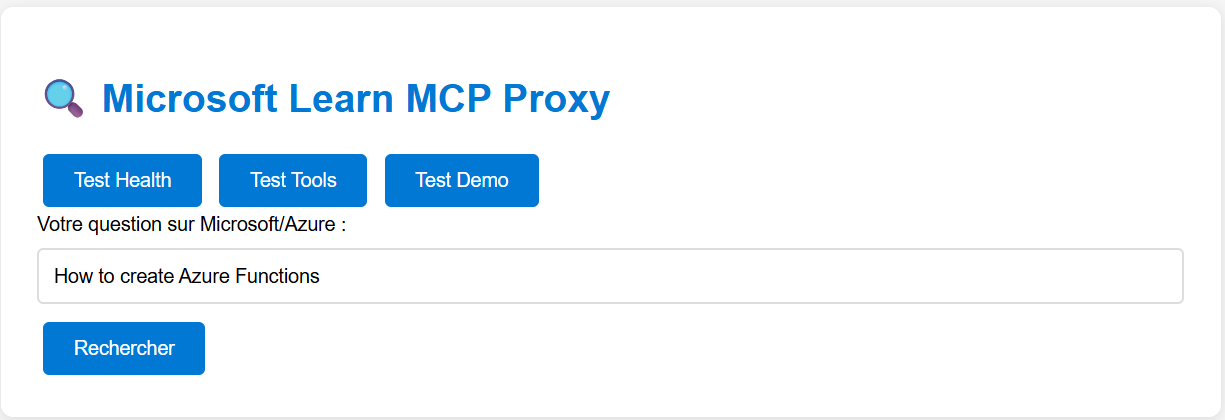 Microsoft Learn MCP Proxy
Test Health Test Tools Test Demo
Votre question sur Microsoft/Azure :
How to create Azure Functions
Rechercher